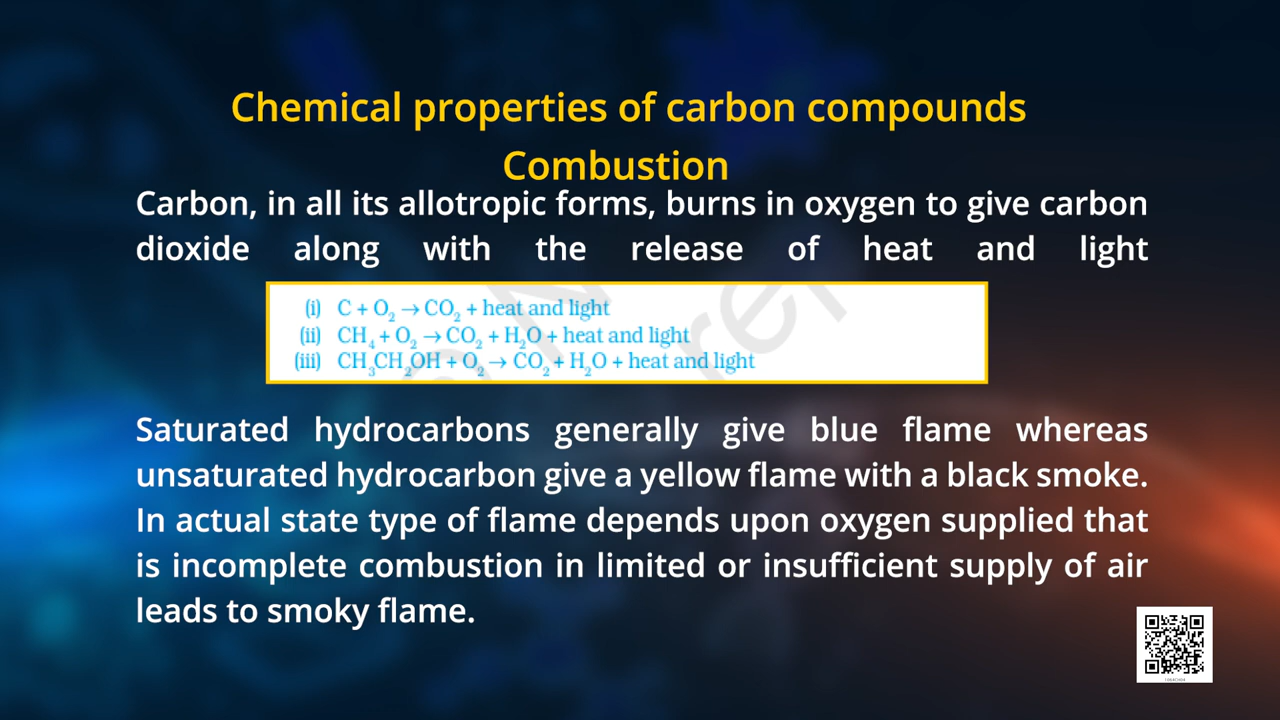 Chemical properties of carbon compounds
Combustion
Carbon, in all its allotropic forms, burns in oxygen to give carbon
dioxide along with the release of heat and light
(i) C + O₂ → CO₂ + heat and light
(ii) CH₄ + O₂ → CO₂ + H₂O + heat and light
(iii) CH₃CH₂OH + O₂ → CO₂ + H₂O + heat and light
Saturated hydrocarbons generally give blue flame whereas
unsaturated hydrocarbon give a yellow flame with a black smoke.
In actual state type of flame depends upon oxygen supplied that
is incomplete combustion in limited or insufficient supply of air
leads to smoky flame.